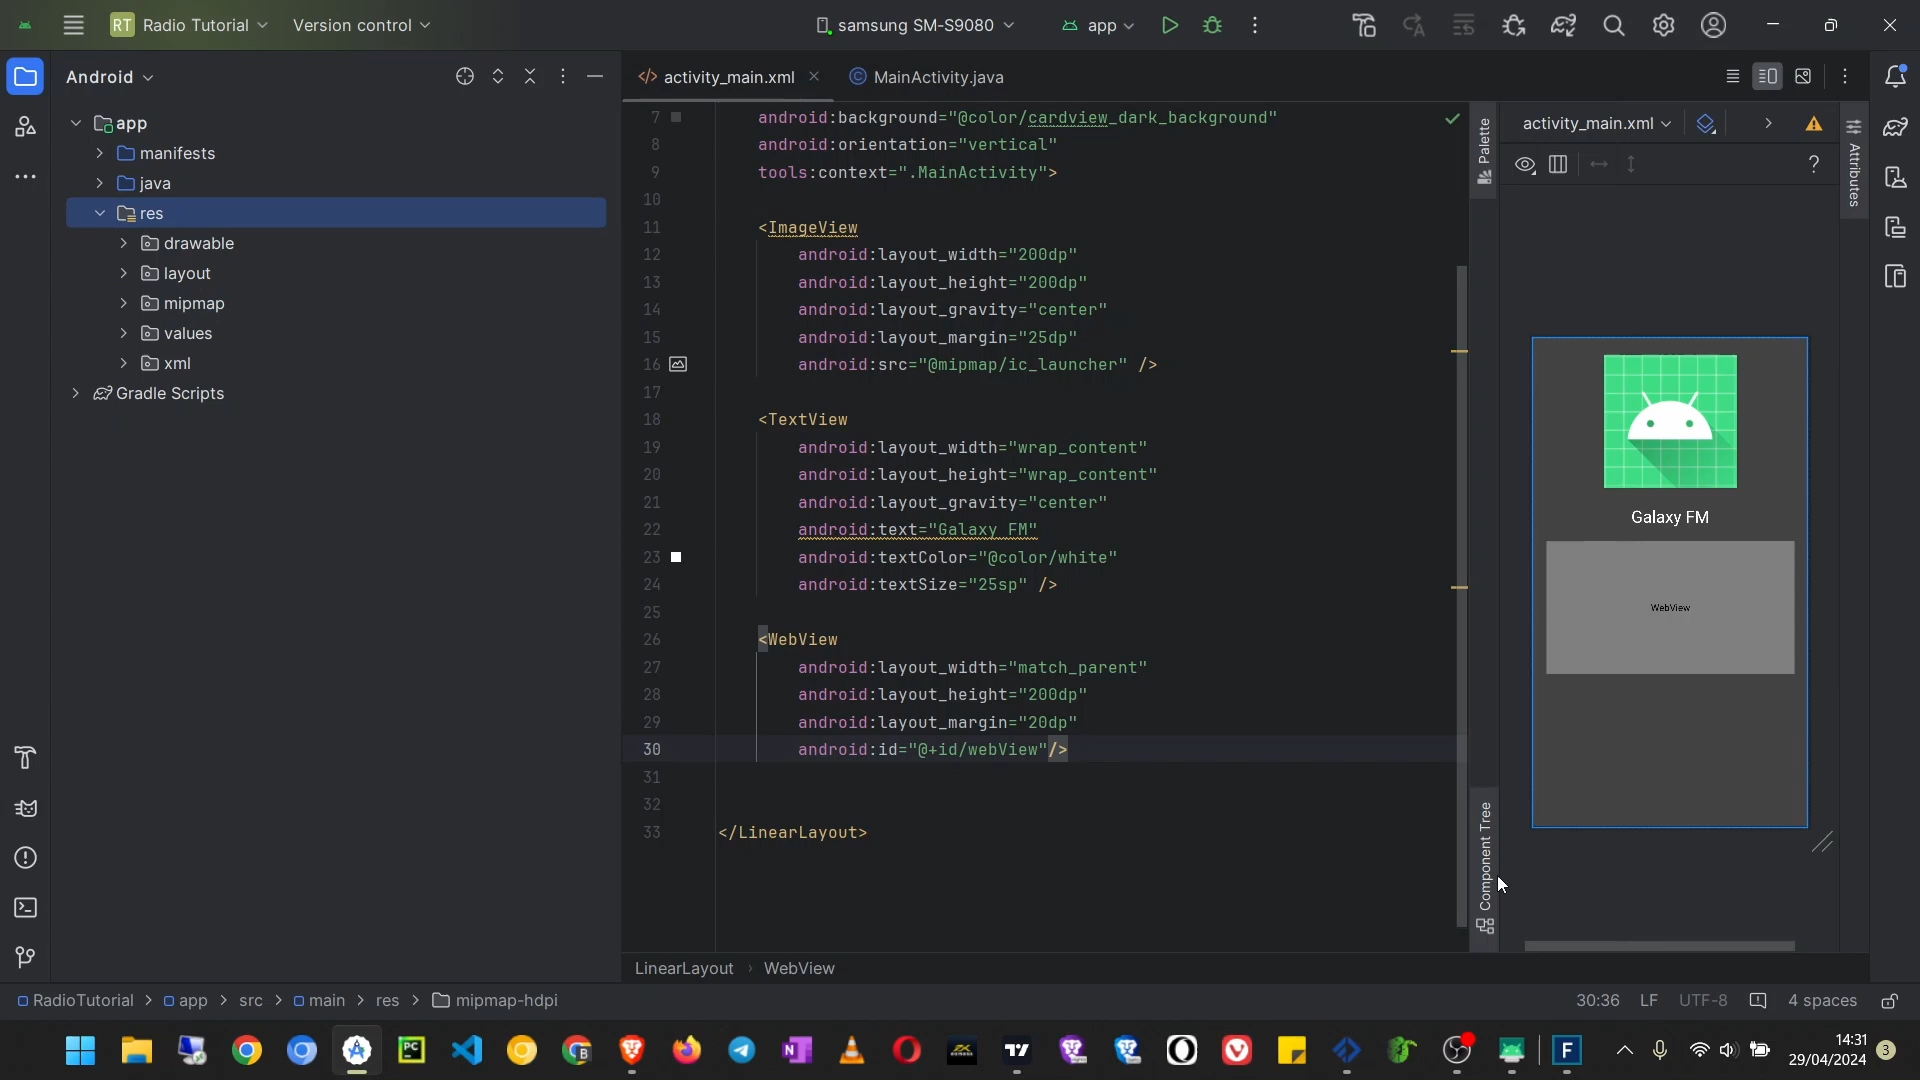 RT Radio Tutorial Version control samsung SM-S9080 app
Android
app
manifests
java
res
drawable
layout
mipmap
values
xml
Gradle Scripts
activity_main.xml MainActivity.java
7 android:background="@color/cardview_dark_background"
8 android:orientation="vertical"
9 tools:context=".MainActivity">
10
11 <ImageView
12 android:layout_width="200dp"
13 android:layout_height="200dp"
14 android:layout_gravity="center"
15 android:layout_margin="25dp"
16 android:src="@mipmap/ic_launcher" />
17
18 <TextView
19 android:layout_width="wrap_content"
20 android:layout_height="wrap_content"
21 android:layout_gravity="center"
22 android:text="Galaxy FM"
23 android:textColor="@color/white"
24 android:textSize="25sp" />
25
26 <WebView
27 android:layout_width="match_parent"
28 android:layout_height="200dp"
29 android:layout_margin="20dp"
30 android:id="@+id/webView"/>
31
32
33 </LinearLayout>
LinearLayout › WebView
Palette
Component Tree
activity_main.xml
?
Attributes
Galaxy FM
WebView
RadioTutorial > app > src > main > res > mipmap-hdpi
30:36 LF UTF-8 4 spaces
14:31
29/04/2024
3